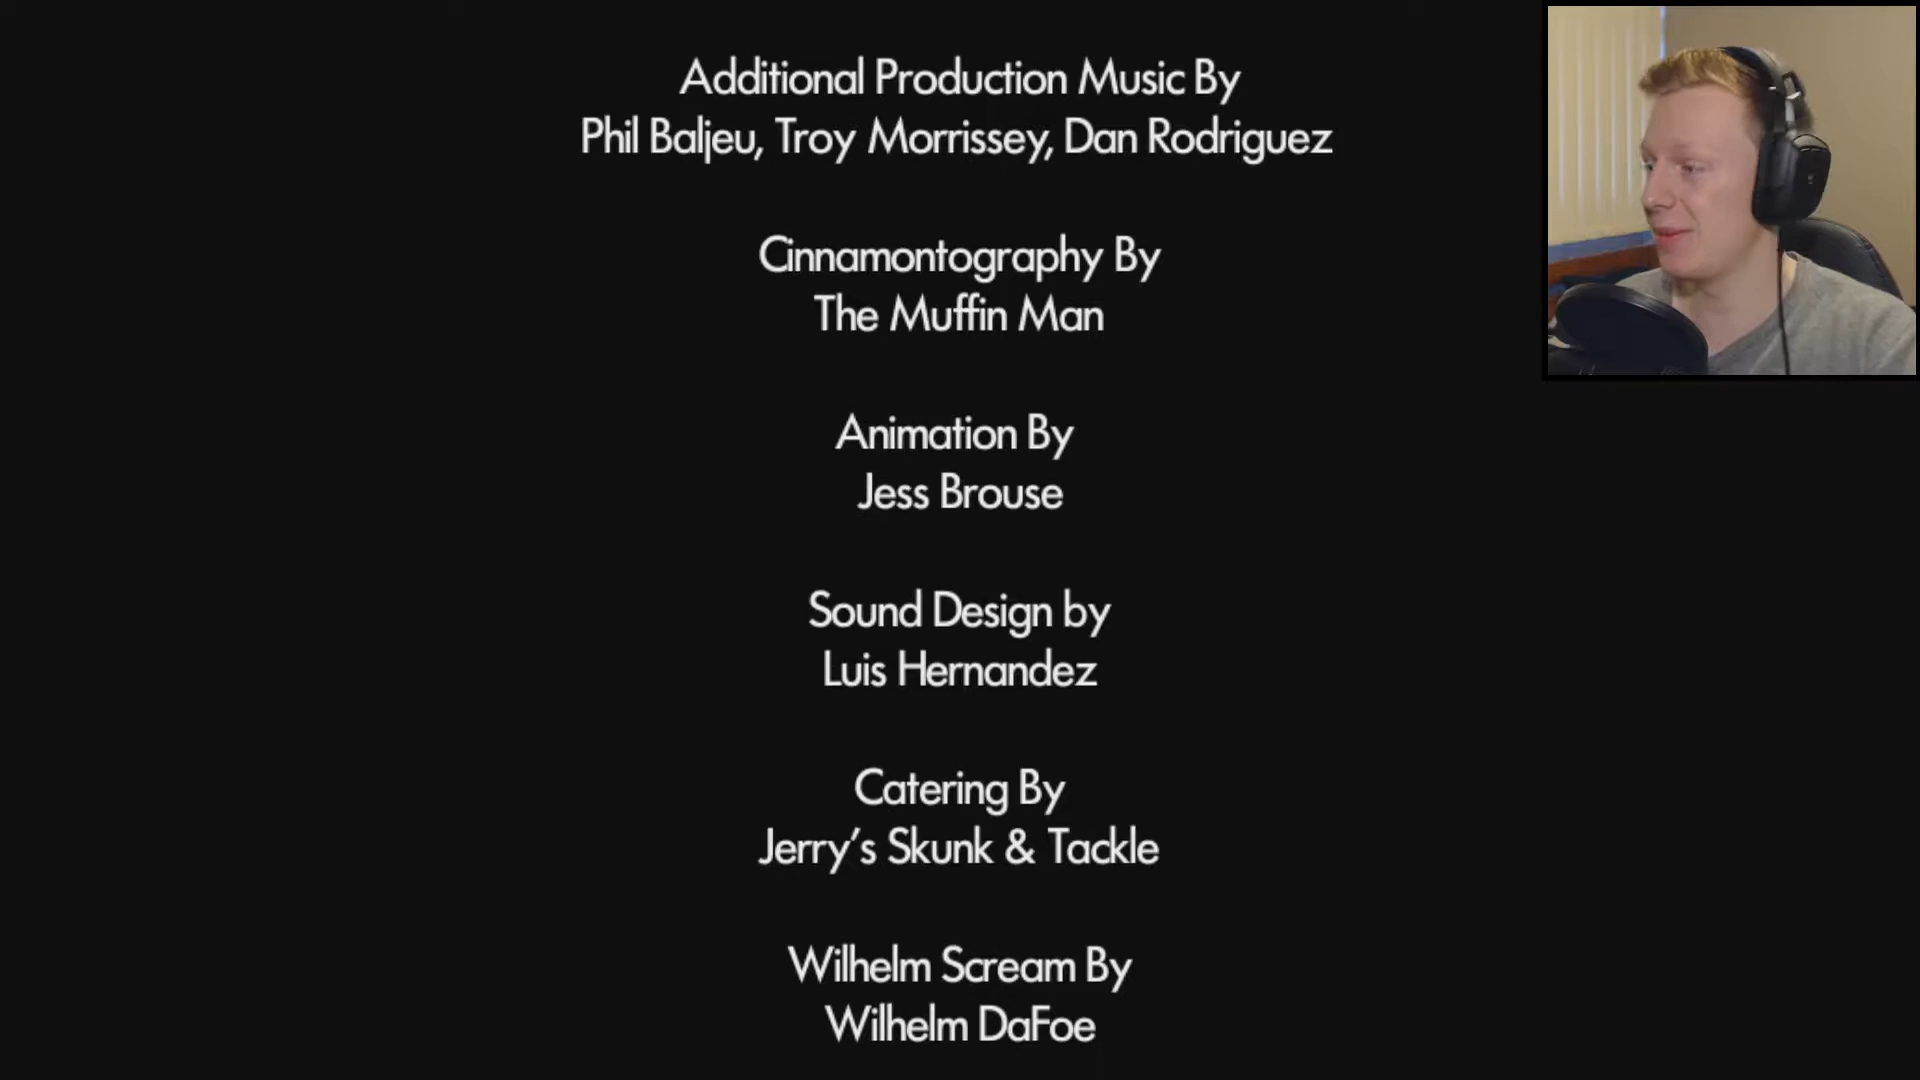 Additional Production Music By
Phil Baljeu, Troy Morrissey, Dan Rodriguez
Cinnamontography By
The Muffin Man
Animation By
Jess Brouse
Sound Design by
Luis Hernandez
Catering By
Jerry’s Skunk & Tackle
Wilhelm Scream By
Wilhelm DaFoe